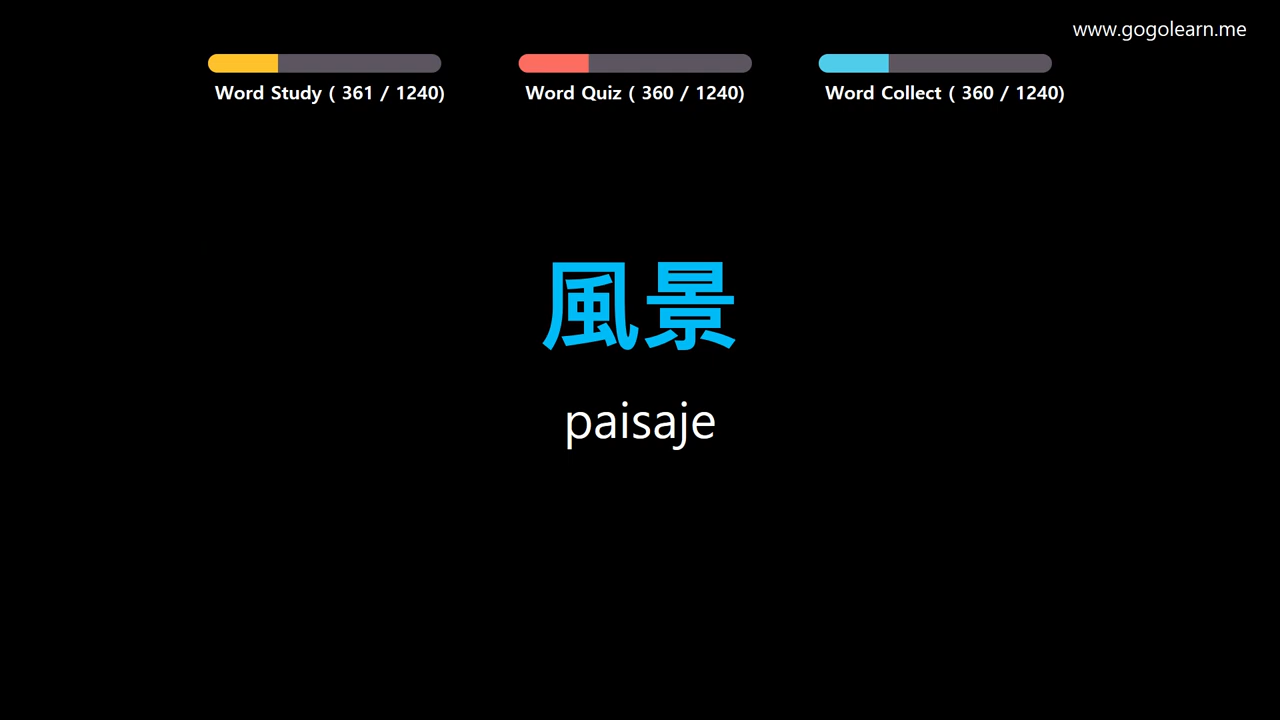 www.gogolearn.me
Word Study ( 361 / 1240)
Word Quiz ( 360 / 1240)
Word Collect ( 360 / 1240)
風景
paisaje